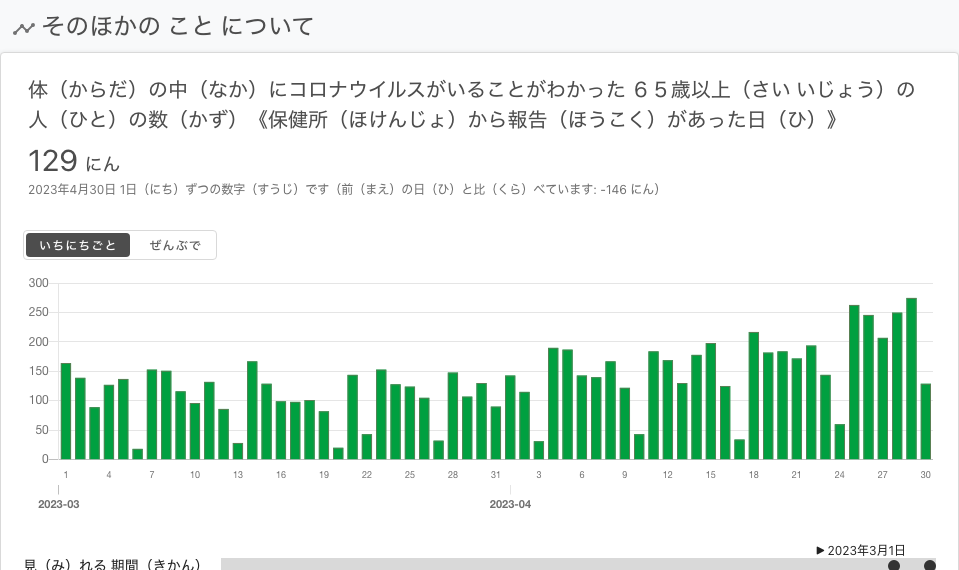 そのほかの こと について
体（からだ）の中（なか）にコロナウイルスがいることがわかった ６５歳以上（さい いじょう）の
人（ひと）の数（かず）《保健所（ほけんじょ）から報告（ほうこく）があった日（ひ）》
129 にん
2023年4月30日 1日（にち）ずつの数字（すうじ）です（前（まえ）の日（ひ）と比（くら）べています: -146 にん）
いちにちごと ぜんぶで
300
250
200
150
100
50
0
1 4 7 10 13 16 19 22 25 28 31 3 6 9 12 15 18 21 24 27 30
2023-03 2023-04
▶ 2023年3月1日
見（み）れる 期間（きかん）